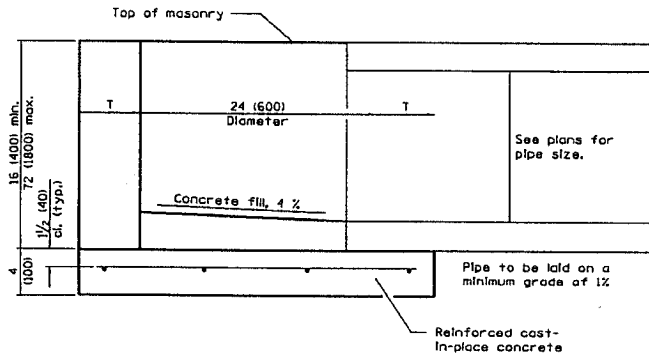 Top of masonry
T
24 (600)
T
Diameter
16 (400) min.
72 (1800) max.
See plans for
pipe size.
Concrete fill, 4 %
1 1/2 (40)
cl. (typ.)
4
(100)
Pipe to be laid on a
minimum grade of 1%
Reinforced cast-
in-place concrete